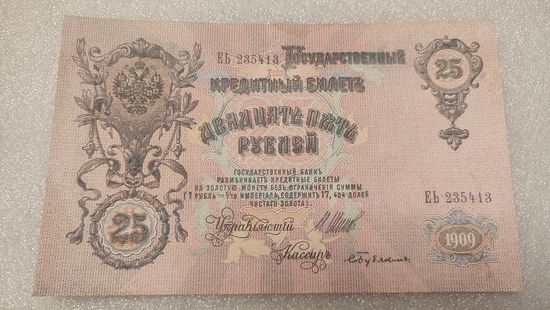 ЕЬ 235413 Государственный
Кредитный Билетъ
Двадцать пять
рублей
25
ГОСУДАРСТВЕННЫЙ БАНКЪ
РАЗМѢНИВАЕТЪ КРЕДИТНЫЕ БИЛЕТЫ
НА ЗОЛОТУЮ МОНЕТУ БЕЗЪ ОГРАНИЧЕНІЯ СУММЫ
(1 РУБЛЬ = 1/15 ИМПЕРІАЛА, СОДЕРЖИТЪ 17,424 ДОЛЕЙ
ЧИСТАГО ЗОЛОТА).
ЕЬ 235413
25
Управляющій
Кассиръ
1909